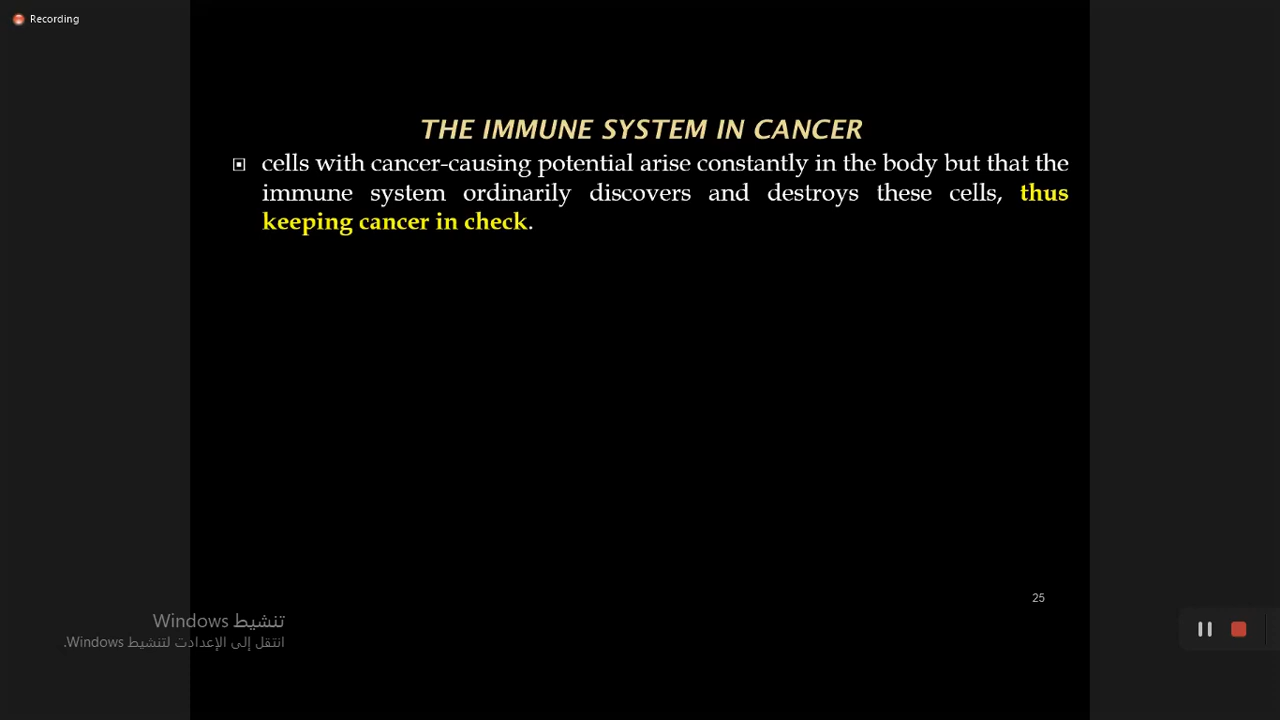 Recording
THE IMMUNE SYSTEM IN CANCER
cells with cancer-causing potential arise constantly in the body but that the
immune system ordinarily discovers and destroys these cells, thus
keeping cancer in check.
25
تنشيط Windows
انتقل إلى الإعدادت لتنشيط Windows.